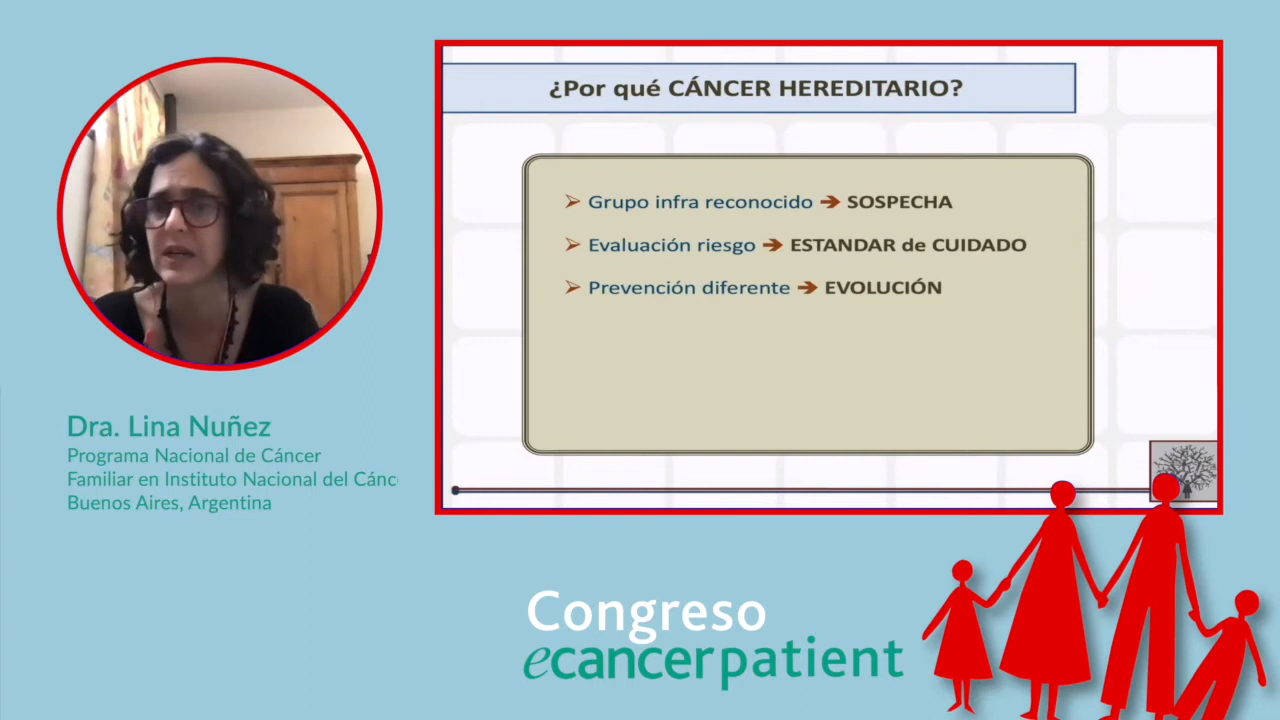 ¿Por qué CÁNCER HEREDITARIO?
Grupo infra reconocido ➔ SOSPECHA
Evaluación riesgo ➔ ESTANDAR de CUIDADO
Prevención diferente ➔ EVOLUCIÓN
Dra. Lina Nuñez
Programa Nacional de Cáncer
Familiar en Instituto Nacional del Cánc
Buenos Aires, Argentina
Congreso
ecancerpatient